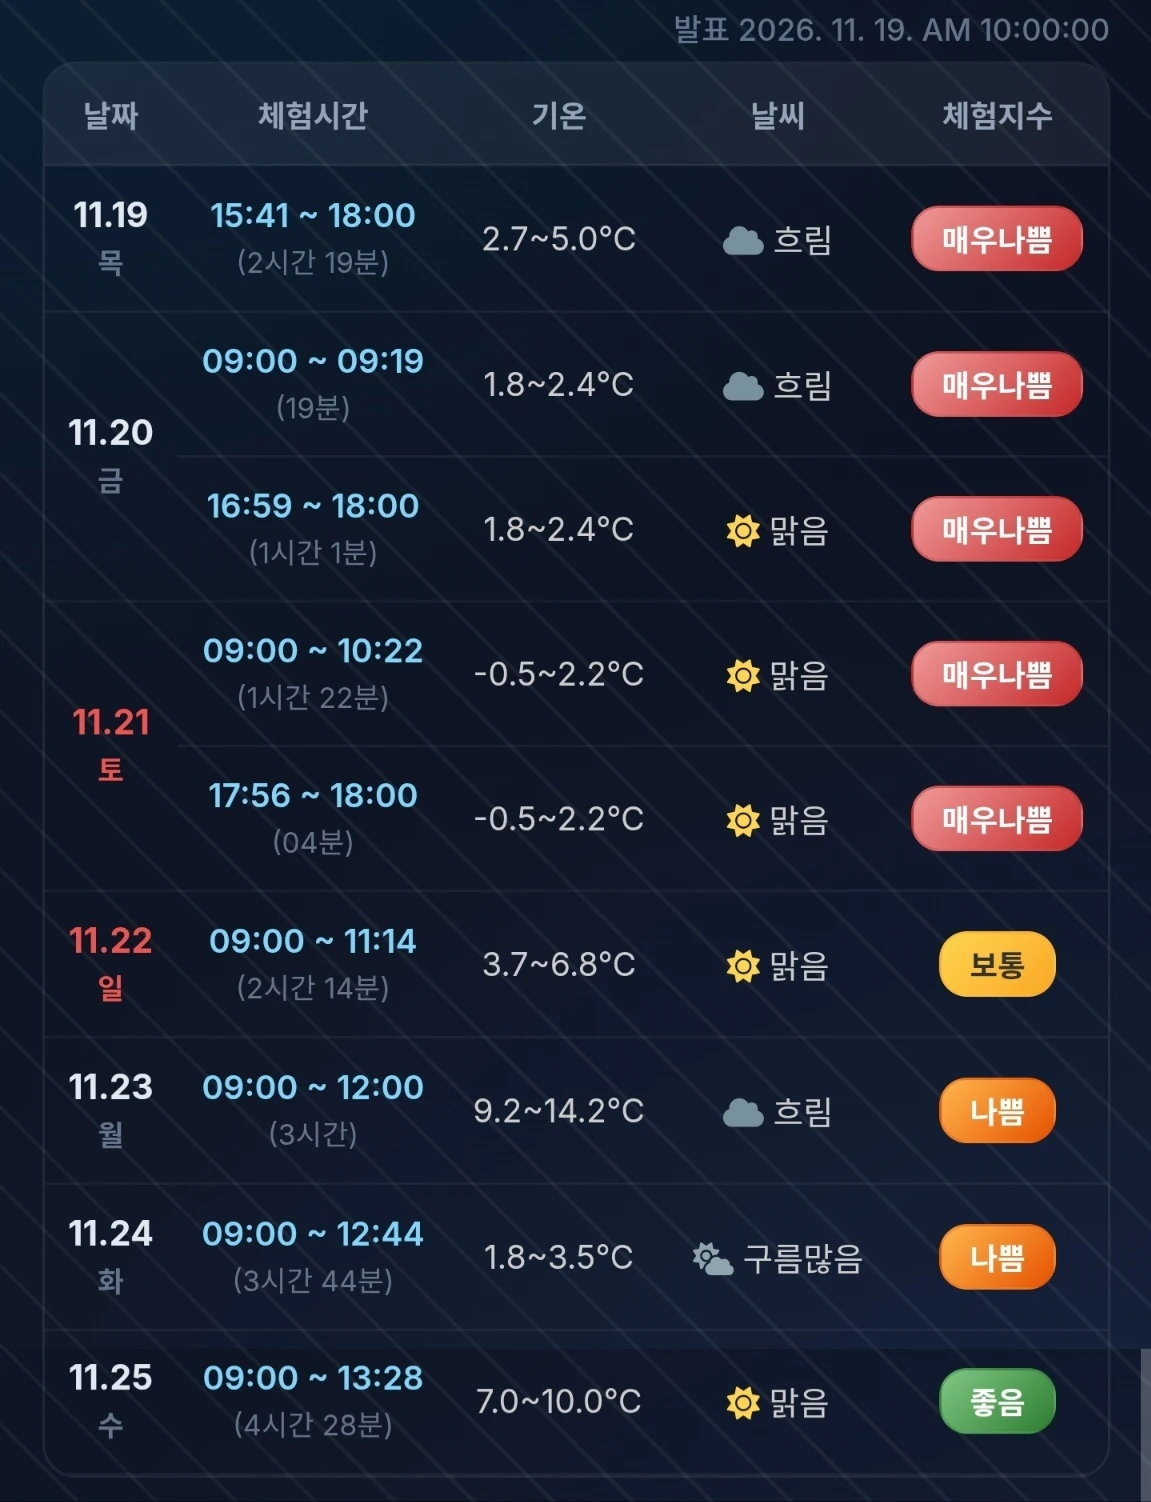 발표 2026. 11. 19. AM 10:00:00
날짜 체험시간 기온 날씨 체험지수
11.19
목
15:41 ~ 18:00
(2시간 19분)
2.7~5.0°C
흐림
매우나쁨
11.20
금
09:00 ~ 09:19
(19분)
1.8~2.4°C
흐림
매우나쁨
16:59 ~ 18:00
(1시간 1분)
1.8~2.4°C
맑음
매우나쁨
11.21
토
09:00 ~ 10:22
(1시간 22분)
-0.5~2.2°C
맑음
매우나쁨
17:56 ~ 18:00
(04분)
-0.5~2.2°C
맑음
매우나쁨
11.22
일
09:00 ~ 11:14
(2시간 14분)
3.7~6.8°C
맑음
보통
11.23
월
09:00 ~ 12:00
(3시간)
9.2~14.2°C
흐림
나쁨
11.24
화
09:00 ~ 12:44
(3시간 44분)
1.8~3.5°C
구름많음
나쁨
11.25
수
09:00 ~ 13:28
(4시간 28분)
7.0~10.0°C
맑음
좋음